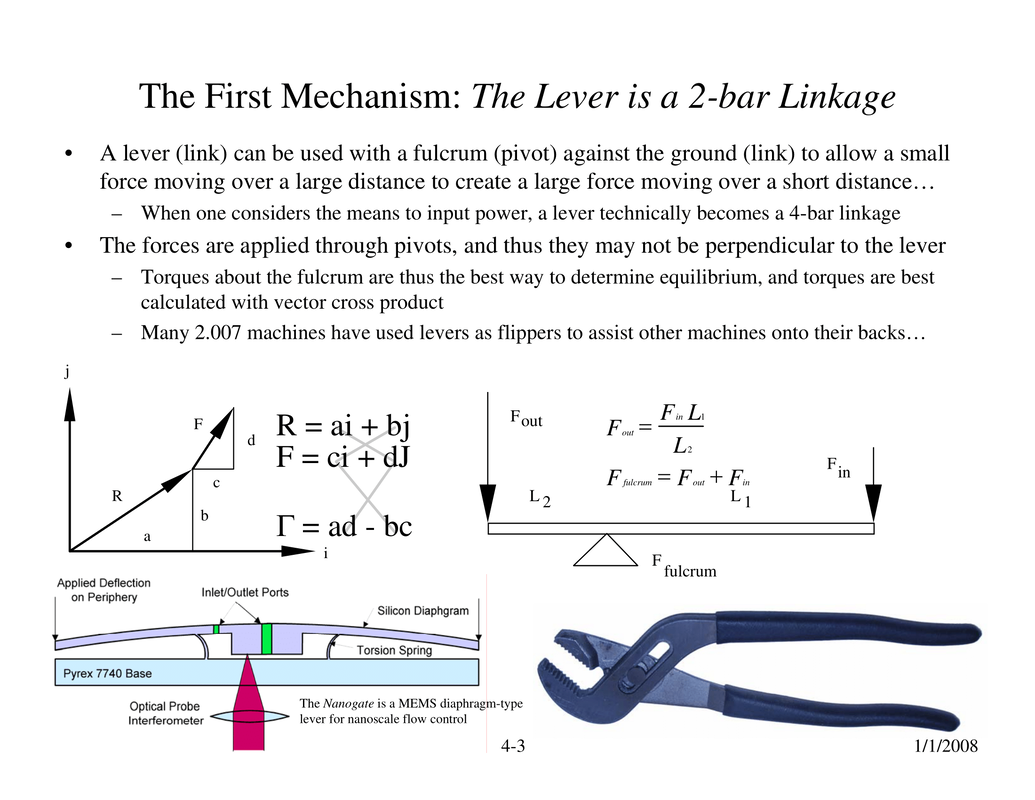 The First Mechanism: The Lever is a 2-bar Linkage
• A lever (link) can be used with a fulcrum (pivot) against the ground (link) to allow a small
force moving over a large distance to create a large force moving over a short distance…
– When one considers the means to input power, a lever technically becomes a 4-bar linkage
• The forces are applied through pivots, and thus they may not be perpendicular to the lever
– Torques about the fulcrum are thus the best way to determine equilibrium, and torques are best
calculated with vector cross product
– Many 2.007 machines have used levers as flippers to assist other machines onto their backs…
j
F
d
c
R
b
a
i
R = ai + bj
F = ci + dJ
Γ = ad - bc
F out
L 2
F out = F in L1 / L2
F fulcrum = F out + F in
L 1
F in
F fulcrum
Applied Deflection
on Periphery
Inlet/Outlet Ports
Silicon Diaphgram
Torsion Spring
Pyrex 7740 Base
Optical Probe
Interferometer
The Nanogate is a MEMS diaphragm-type
lever for nanoscale flow control
4-3
1/1/2008